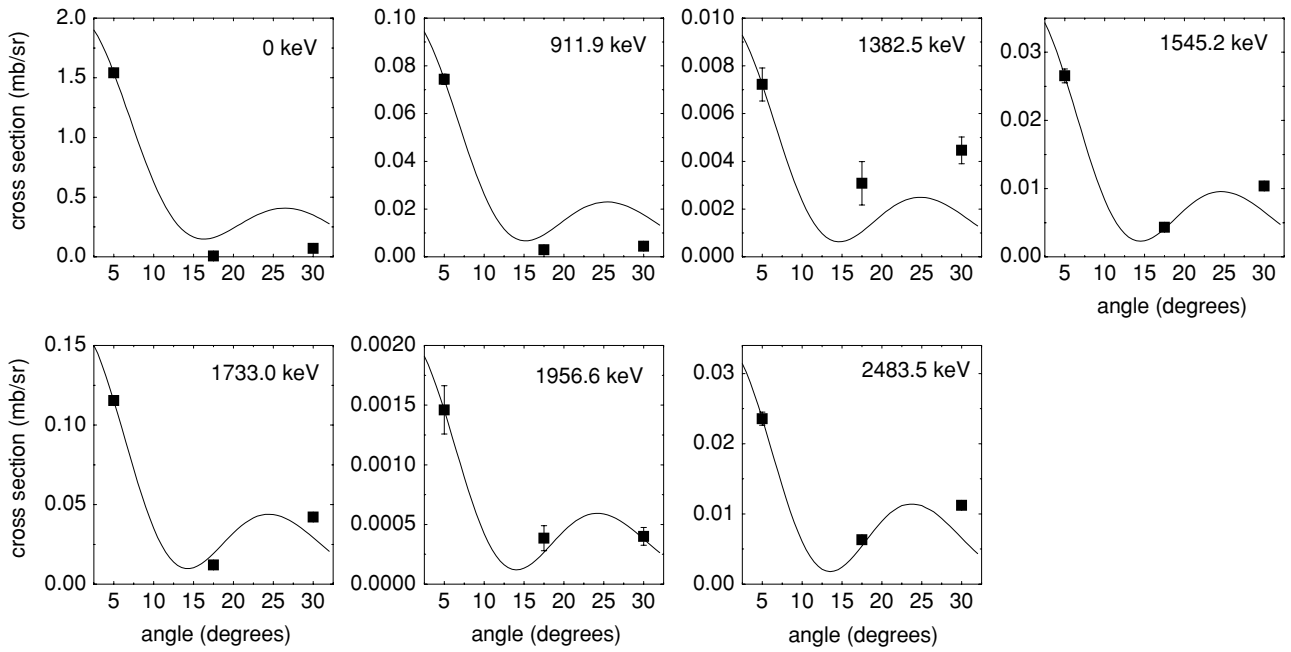 cross section (mb/sr)
0 keV
2.0
1.5
1.0
0.5
0.0
5 10 15 20 25 30
911.9 keV
0.10
0.08
0.06
0.04
0.02
0.00
5 10 15 20 25 30
1382.5 keV
0.010
0.008
0.006
0.004
0.002
0.000
5 10 15 20 25 30
1545.2 keV
0.03
0.02
0.01
0.00
5 10 15 20 25 30
angle (degrees)
cross section (mb/sr)
1733.0 keV
0.15
0.10
0.05
0.00
5 10 15 20 25 30
angle (degrees)
1956.6 keV
0.0020
0.0015
0.0010
0.0005
0.0000
5 10 15 20 25 30
angle (degrees)
2483.5 keV
0.03
0.02
0.01
0.00
5 10 15 20 25 30
angle (degrees)